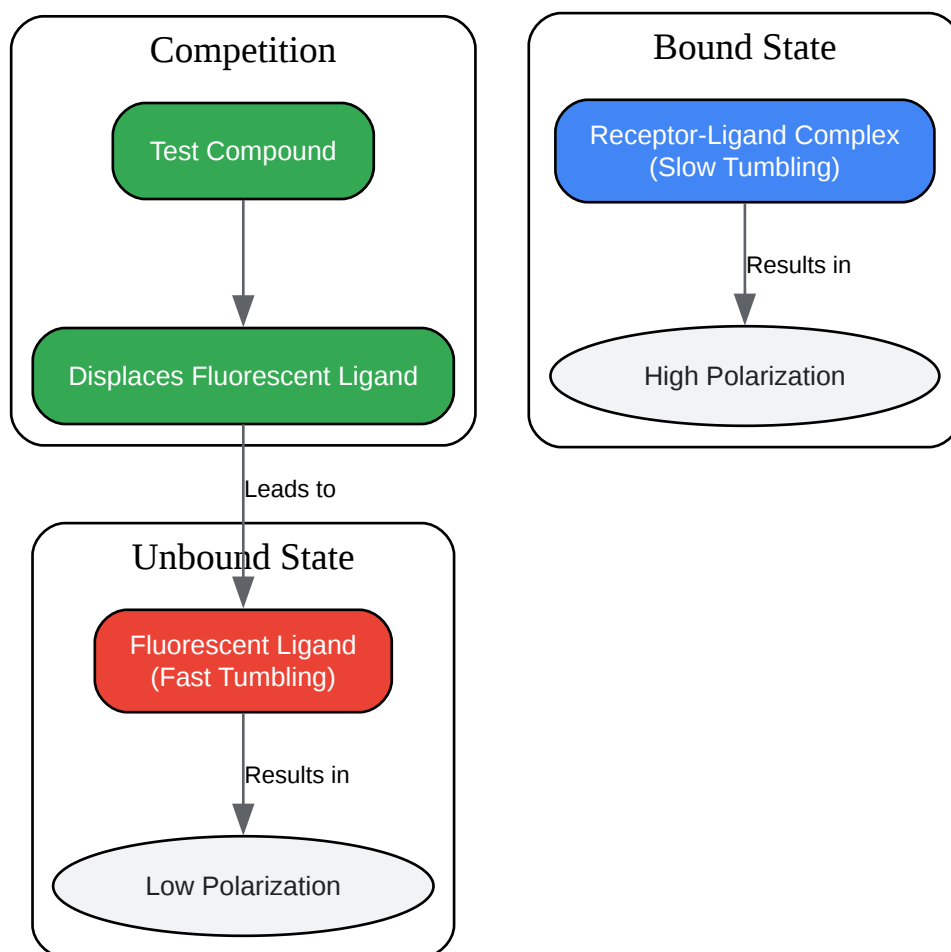 Competition
Test Compound
Displaces Fluorescent Ligand
Leads to
Unbound State
Fluorescent Ligand
(Fast Tumbling)
Results in
Low Polarization
Bound State
Receptor-Ligand Complex
(Slow Tumbling)
Results in
High Polarization